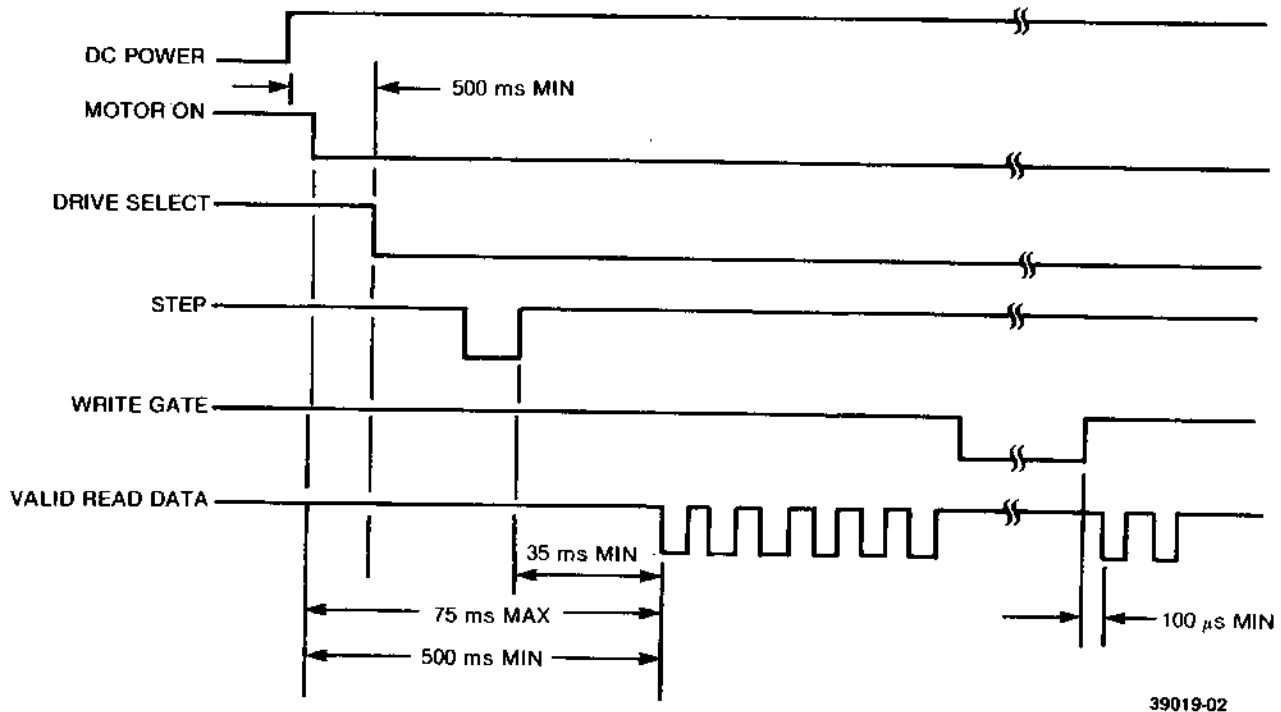 DC POWER
500 ms MIN
MOTOR ON
DRIVE SELECT
STEP
WRITE GATE
VALID READ DATA
35 ms MIN
75 ms MAX
100 μs MIN
500 ms MIN
39019-02